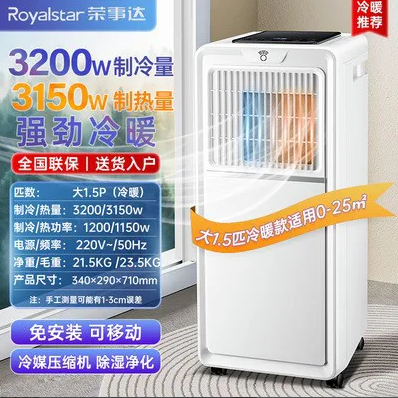 Royalstar 荣事达
冷暖
推荐
3200W制冷量
3150W制热量
强劲冷暖
全国联保 送货入户
匹数： 大1.5P（冷暖）
制冷/热量： 3200/3150w
制冷/热功率： 1200/1150w
电源/频率： 220V~/50Hz
净重/毛重： 21.5KG /23.5KG
产品尺寸： 340×290×710mm
注：手工测量可能有1-3cm误差
大1.5匹冷暖款适用0-25㎡
免安装 可移动
冷媒压缩机 除湿净化